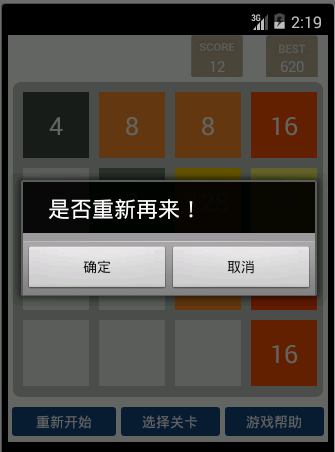 3G 2:19
SCORE BEST
12 620
4 8 8 16
128
是否重新再来！
确定 取消
16
重新开始 选择关卡 游戏帮助